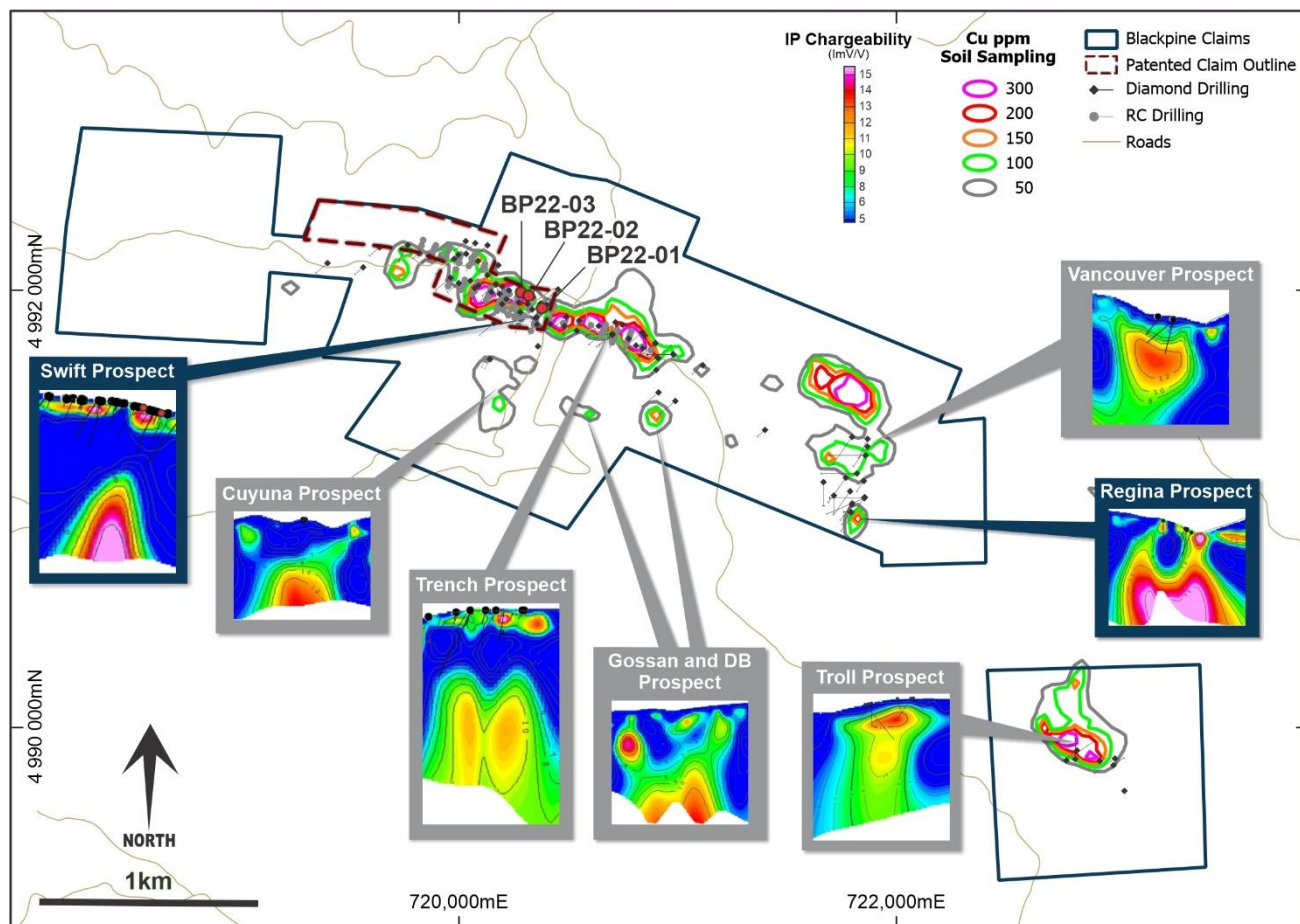 IP Chargeability
(ImV/V)
15
14
13
12
11
10
9
8
7
6
5
Cu ppm
Soil Sampling
300
200
150
100
50
Blackpine Claims
Patented Claim Outline
Diamond Drilling
RC Drilling
Roads
BP22-03
BP22-02
BP22-01
4 992 000mN
Vancouver Prospect
Swift Prospect
Cuyuna Prospect
Regina Prospect
Trench Prospect
Gossan and DB
Prospect
Troll Prospect
4 990 000mN
NORTH
1km
720,000mE
722,000mE